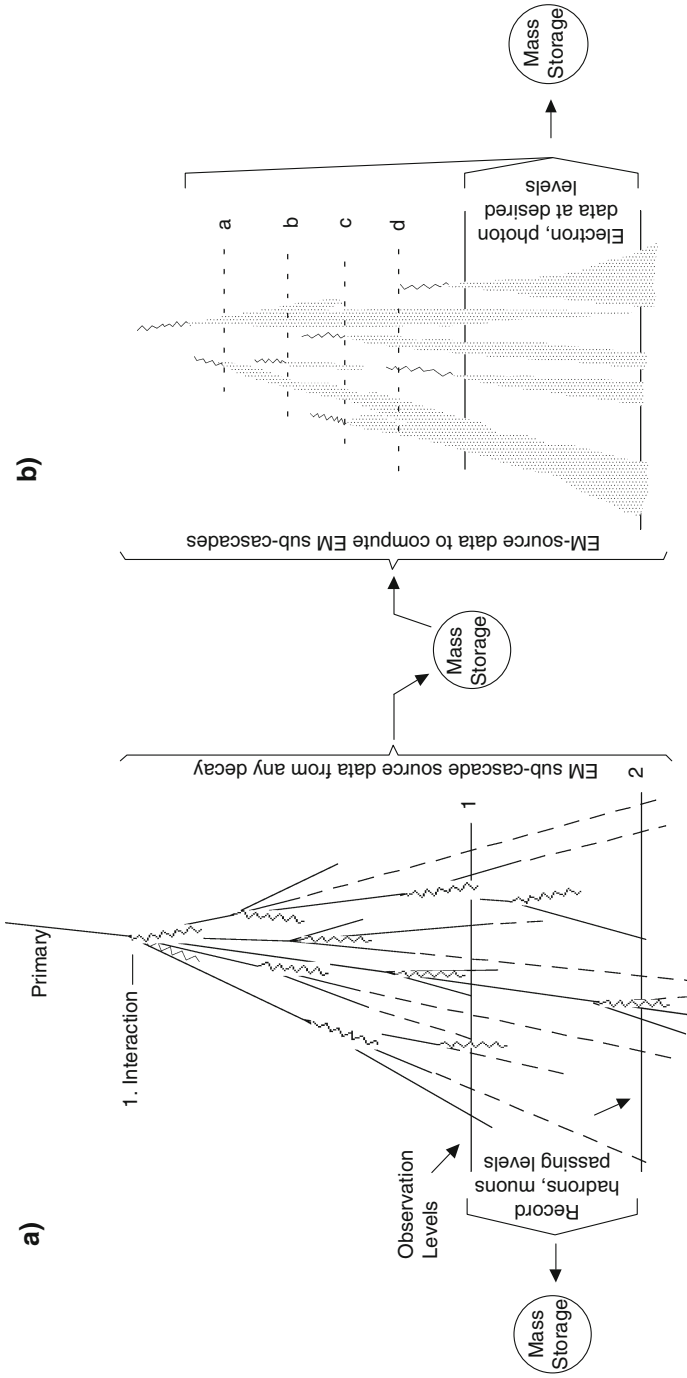 a)
Primary
1. Interaction
Observation
Levels
1
2
Record
hadrons, muons
passing levels
Mass
Storage
EM sub-cascade source data from any decay
Mass
Storage
b)
EM-source data to compute EM sub-cascades
a
b
c
d
Electron, photon
data at desired
levels
Mass
Storage